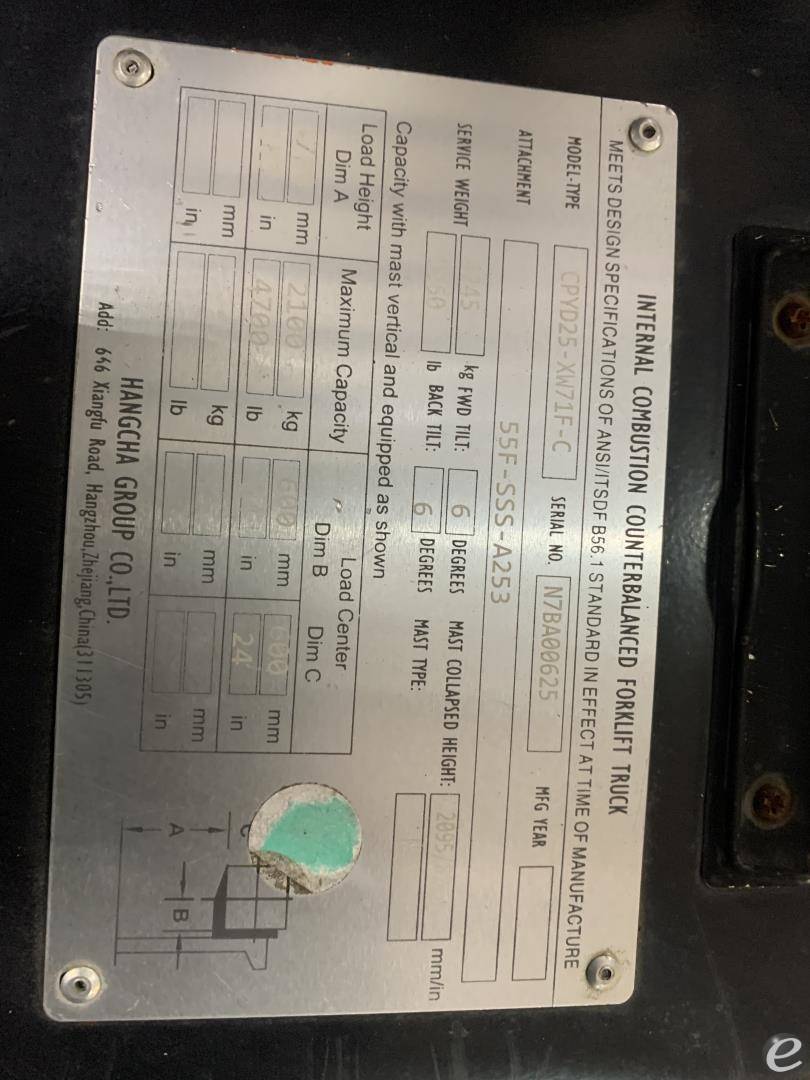 INTERNAL COMBUSTION COUNTERBALANCED FORKLIFT TRUCK
MEETS DESIGN SPECIFICATIONS OF ANSI/ITSDF B56.1 STANDARD IN EFFECT AT TIME OF MANUFACTURE
MODEL-TYPE CPYD25-XW71F-C SERIAL NO. N7BA00625 MFG YEAR
ATTACHMENT 55F-SSS-A253
SERVICE WEIGHT kg FWD TILT: 6 DEGREES MAST COLLAPSED HEIGHT: 2095/ mm/in
lb BACK TILT: 6 DEGREES MAST TYPE:
Capacity with mast vertical and equipped as shown
Load Height Dim A Maximum Capacity Load Center Dim B Dim C
mm 2100 kg 600 mm 600 mm
in 4700 lb in 24 in
mm kg mm mm
in lb in in
HANGCHA GROUP CO.,LTD.
Add: 646 Xiangfu Road, Hangzhou,Zhejiang,China(311305)
C
A
B
e